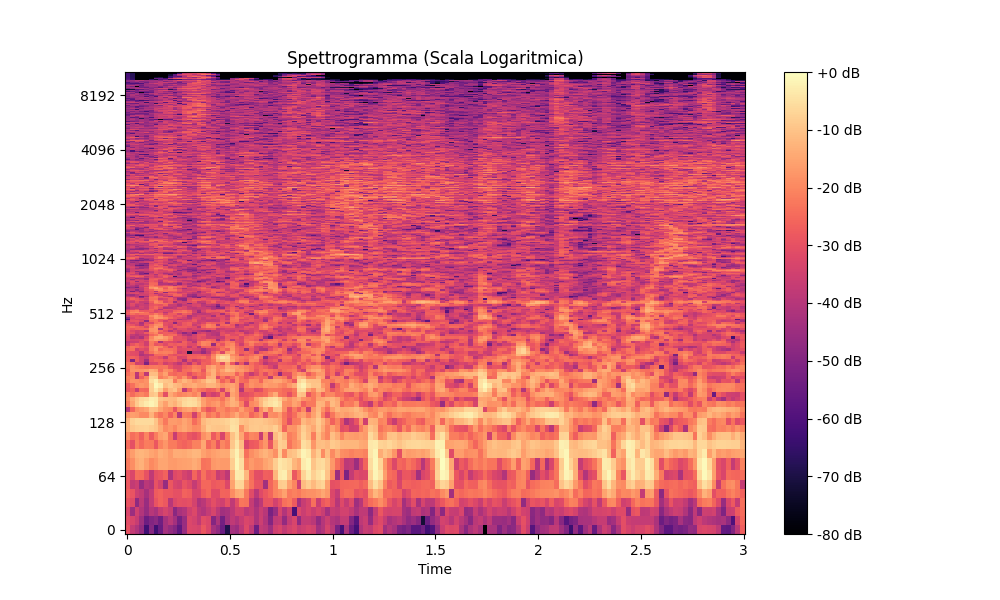 Spettrogramma (Scala Logaritmica)
Hz
8192
4096
2048
1024
512
256
128
64
0
0
0.5
1
1.5
2
2.5
3
Time
+0 dB
-10 dB
-20 dB
-30 dB
-40 dB
-50 dB
-60 dB
-70 dB
-80 dB